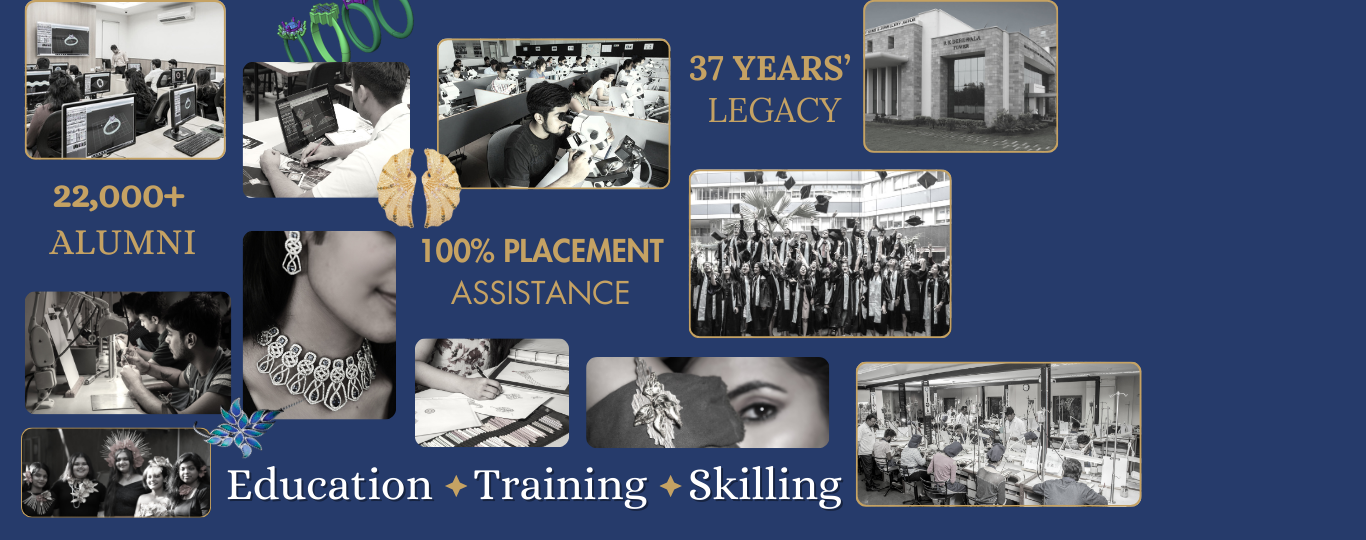 37 YEARS'
LEGACY
22,000+
ALUMNI
100% PLACEMENT
ASSISTANCE
Education ✦ Training ✦ Skilling